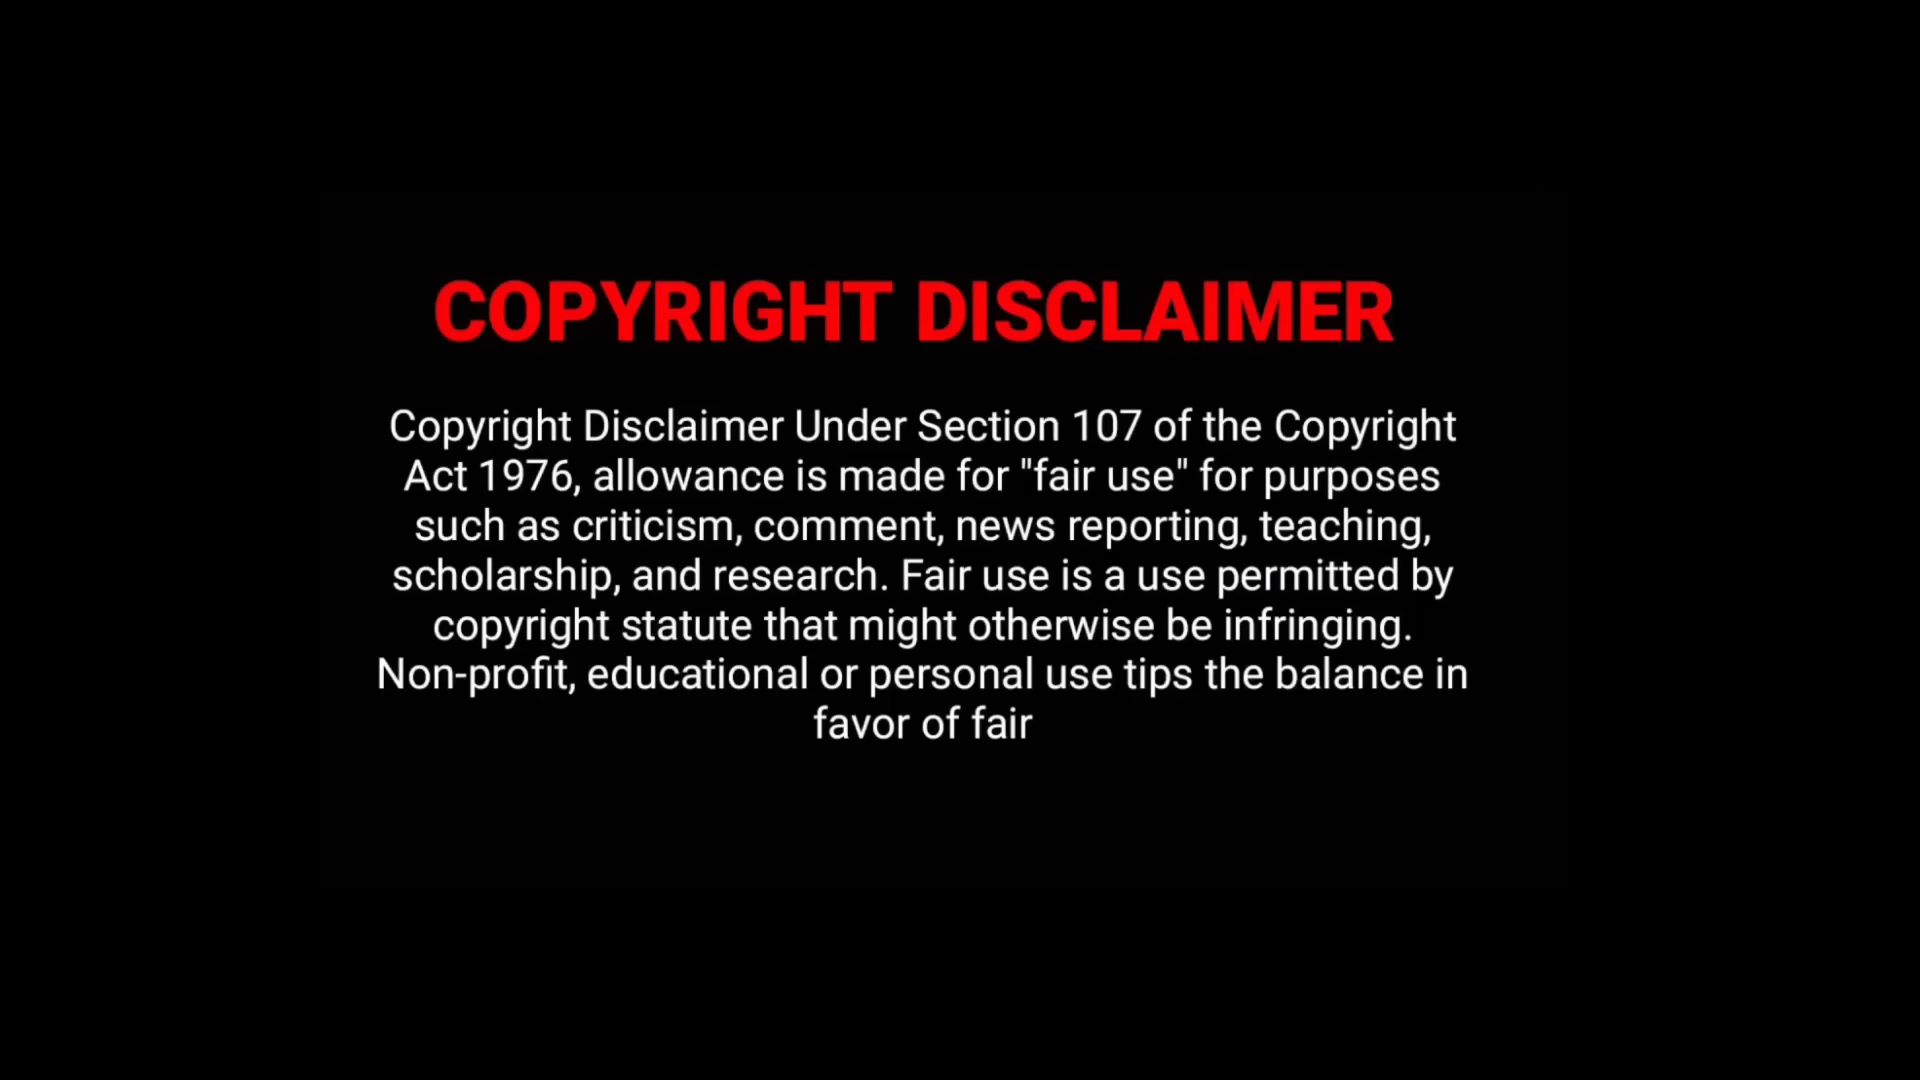 COPYRIGHT DISCLAIMER
Copyright Disclaimer Under Section 107 of the Copyright
Act 1976, allowance is made for "fair use" for purposes
such as criticism, comment, news reporting, teaching,
scholarship, and research. Fair use is a use permitted by
copyright statute that might otherwise be infringing.
Non-profit, educational or personal use tips the balance in
favor of fair